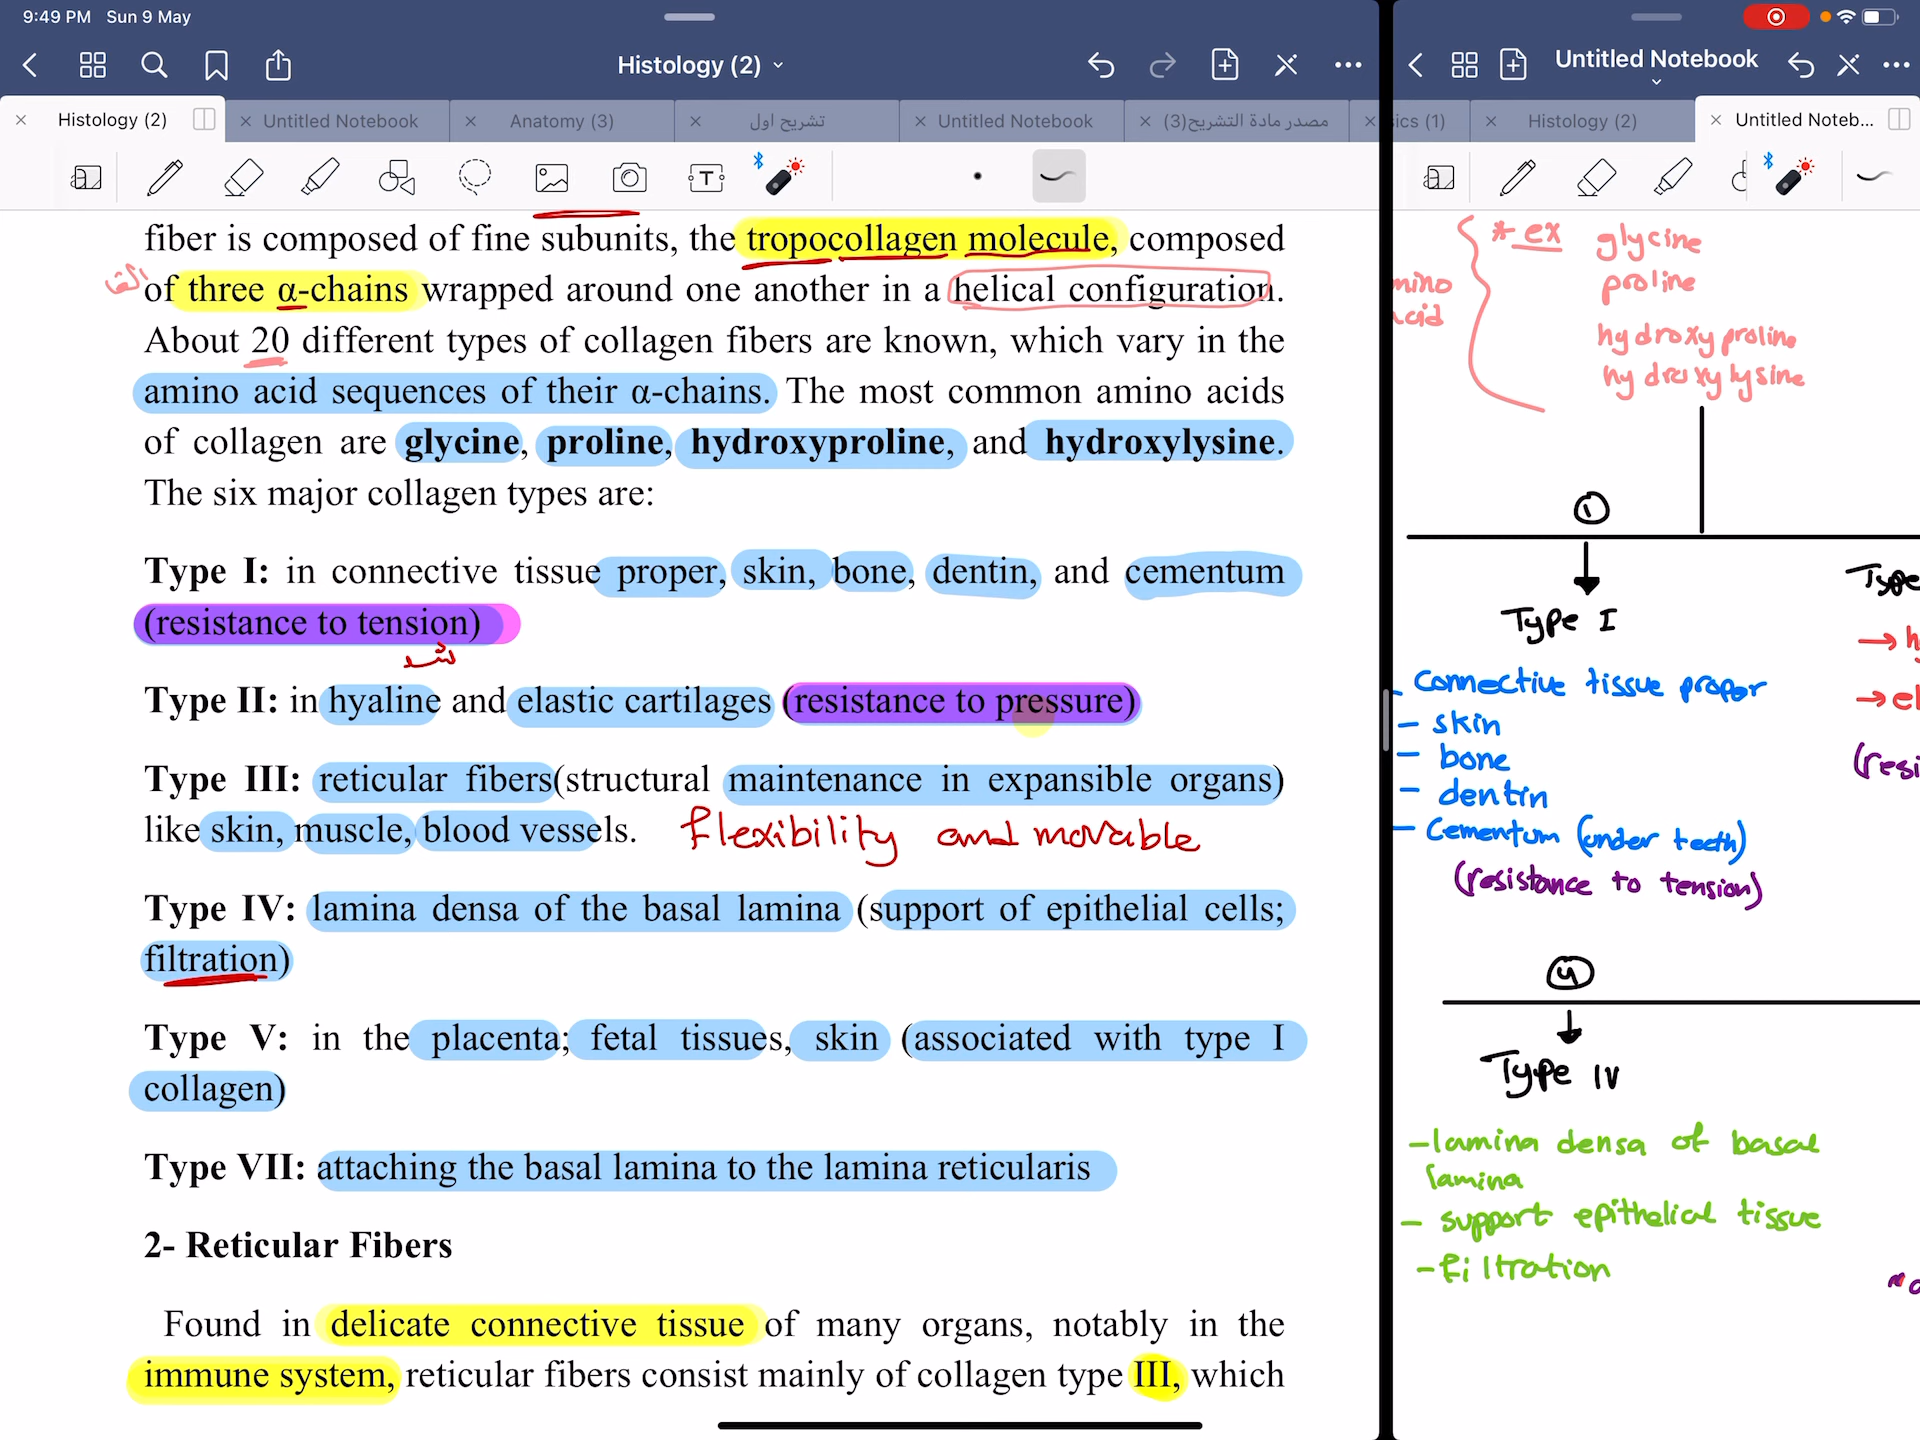 9:49 PM Sun 9 May
Histology (2)
Untitled Notebook
Histology (2)
Untitled Notebook
Anatomy (3)
تشريح اول
Untitled Notebook
مصدر مادة التشريح(3)
ics (1)
Histology (2)
Untitled Noteb...
fiber is composed of fine subunits, the tropocollagen molecule, composed
of three α-chains wrapped around one another in a helical configuration.
About 20 different types of collagen fibers are known, which vary in the
amino acid sequences of their α-chains. The most common amino acids
of collagen are glycine, proline, hydroxyproline, and hydroxylysine.
The six major collagen types are:
Type I: in connective tissue proper, skin, bone, dentin, and cementum
(resistance to tension)
شد
Type II: in hyaline and elastic cartilages (resistance to pressure)
Type III: reticular fibers(structural maintenance in expansible organs)
like skin, muscle, blood vessels.
flexibility and movable
Type IV: lamina densa of the basal lamina (support of epithelial cells;
filtration)
Type V: in the placenta; fetal tissues, skin (associated with type I
collagen)
Type VII: attaching the basal lamina to the lamina reticularis
2- Reticular Fibers
Found in delicate connective tissue of many organs, notably in the
immune system, reticular fibers consist mainly of collagen type III, which
* ex glycine
proline
hydroxyproline
hydroxylysine
mino
acid
1
Type I
Connective tissue proper
- skin
- bone
- dentin
- Cementum (under teeth)
(resistance to tension)
Type
→ h
→ el
(resi
4
Type IV
- lamina densa of basal
lamina
- support epithelial tissue
- filtration